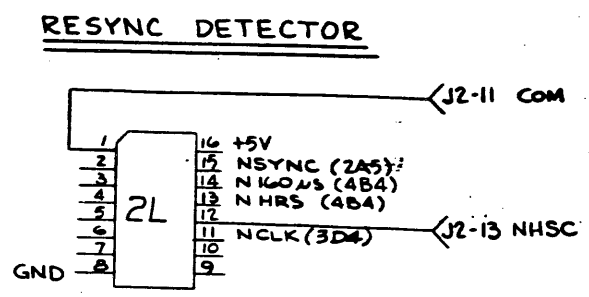 RESYNC DETECTOR
J2-11 COM
1 16 +5V
2 15 NSYNC (2A5)
3 14 N160µS (4B4)
4 13 NHRS (4B4)
5 2L 12 J2-13 NHSC
6 11 NCLK (3D4)
7 10
GND 8 9